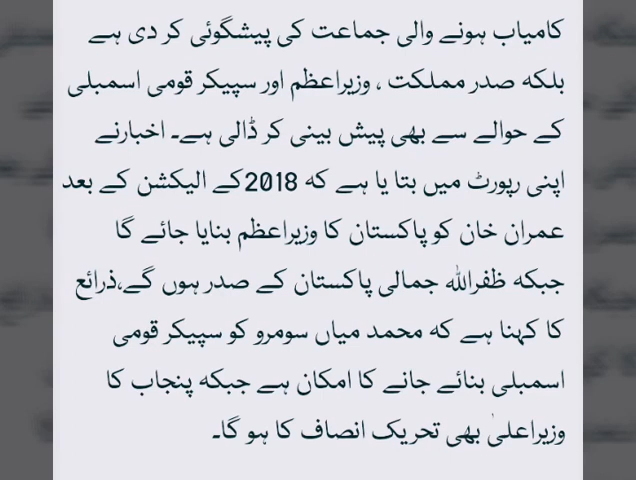 کامیاب ہونے والی جماعت کی پیشگوئی کر دی ہے
بلکہ صدر مملکت ، وزیراعظم اور سپیکر قومی اسمبلی
کے حوالے سے بھی پیش بینی کر ڈالی ہے۔ اخبارنے
اپنی رپورٹ میں بتا یا ہے کہ 2018کے الیکشن کے بعد
عمران خان کو پاکستان کا وزیراعظم بنایا جائے گا
جبکہ ظفراللہ جمالی پاکستان کے صدر ہوں گے،ذرائع
کا کہنا ہے کہ محمد میاں سومرو کو سپیکر قومی
اسمبلی بنائے جانے کا امکان ہے جبکہ پنجاب کا
وزیراعلیٰ بھی تحریک انصاف کا ہو گا۔